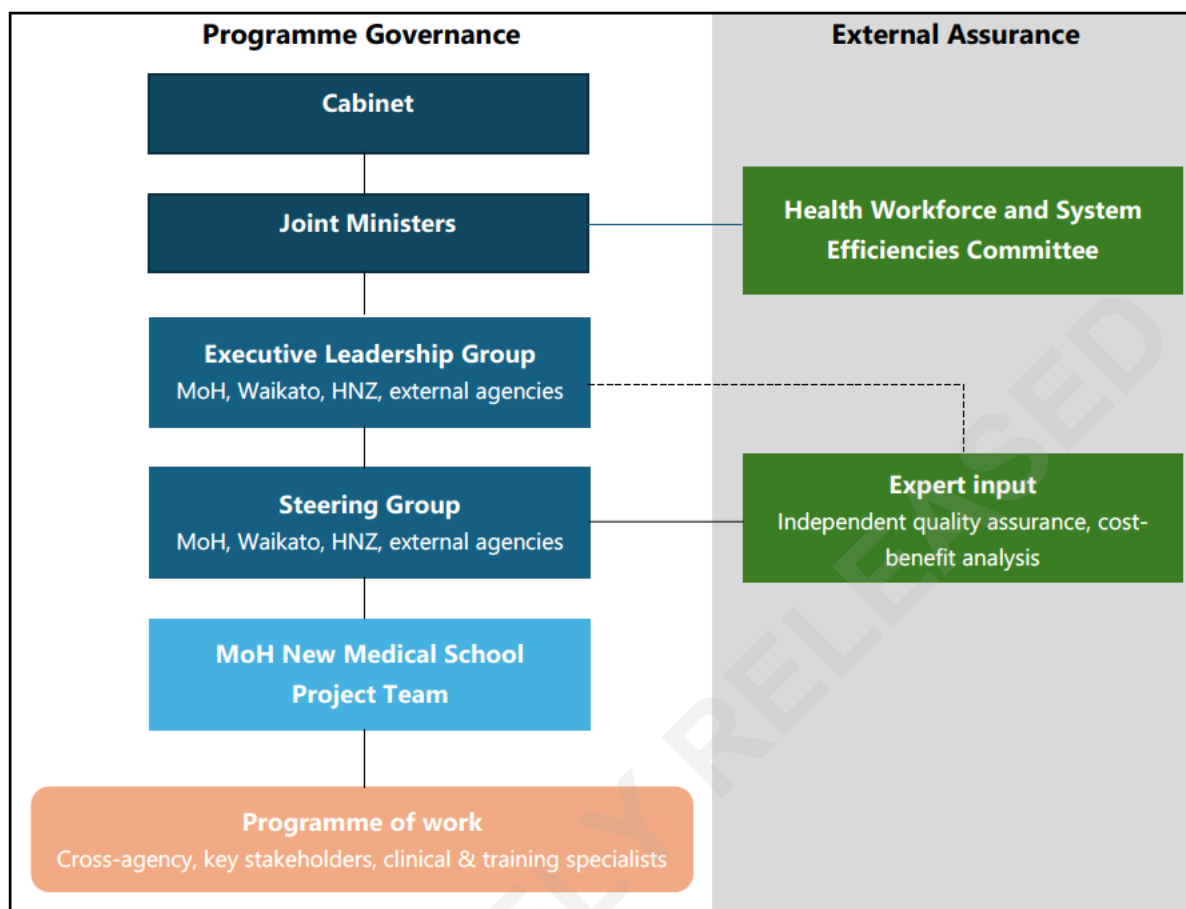 Programme Governance
External Assurance
Cabinet
Joint Ministers
Health Workforce and System
Efficiencies Committee
Executive Leadership Group
MoH, Waikato, HNZ, external agencies
Steering Group
MoH, Waikato, HNZ, external agencies
Expert input
Independent quality assurance, cost-
benefit analysis
MoH New Medical School
Project Team
Programme of work
Cross-agency, key stakeholders, clinical & training specialists
LY RELEASED